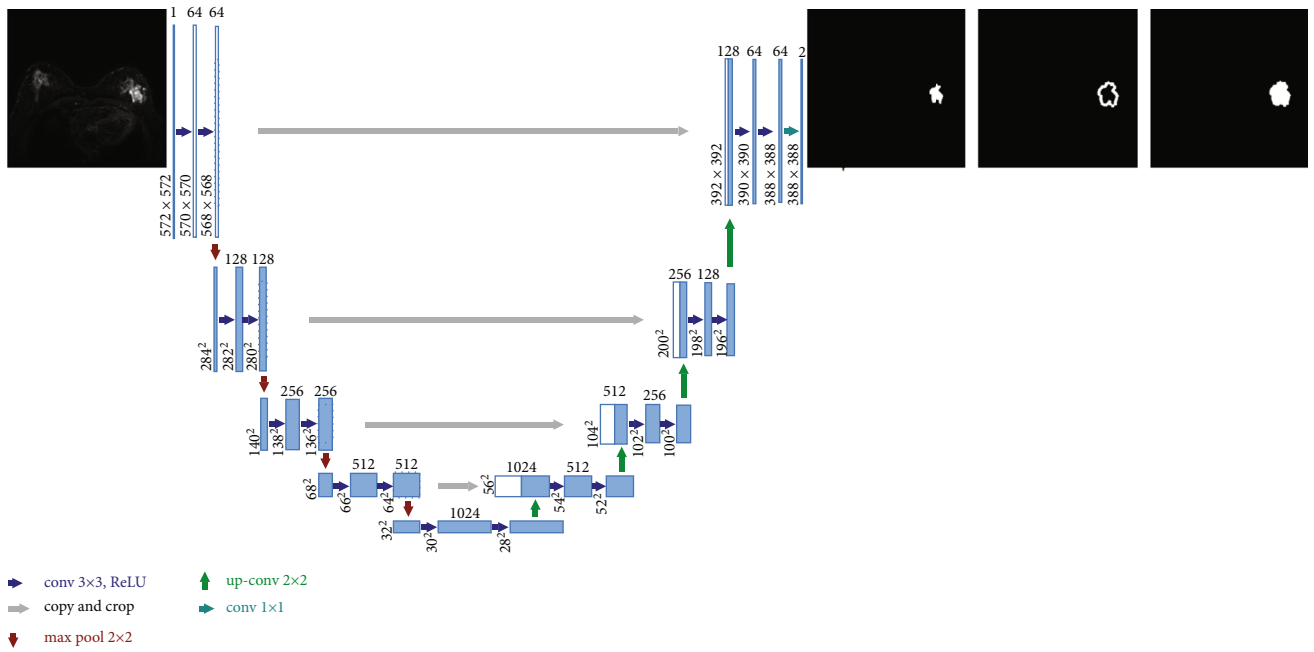 1 64 64
572 × 572
570 × 570
568 × 568
128 64 64 2
392 × 392
390 × 390
388 × 388
388 × 388
128 128
284²
282²
280²
256 128
200²
198²
196²
256 256
140²
138²
136²
512 256
104²
102²
100²
512 512
68²
66²
64²
1024 512
56²
54²
52²
1024
32²
30²
28²
conv 3×3, ReLU
copy and crop
max pool 2×2
up-conv 2×2
conv 1×1